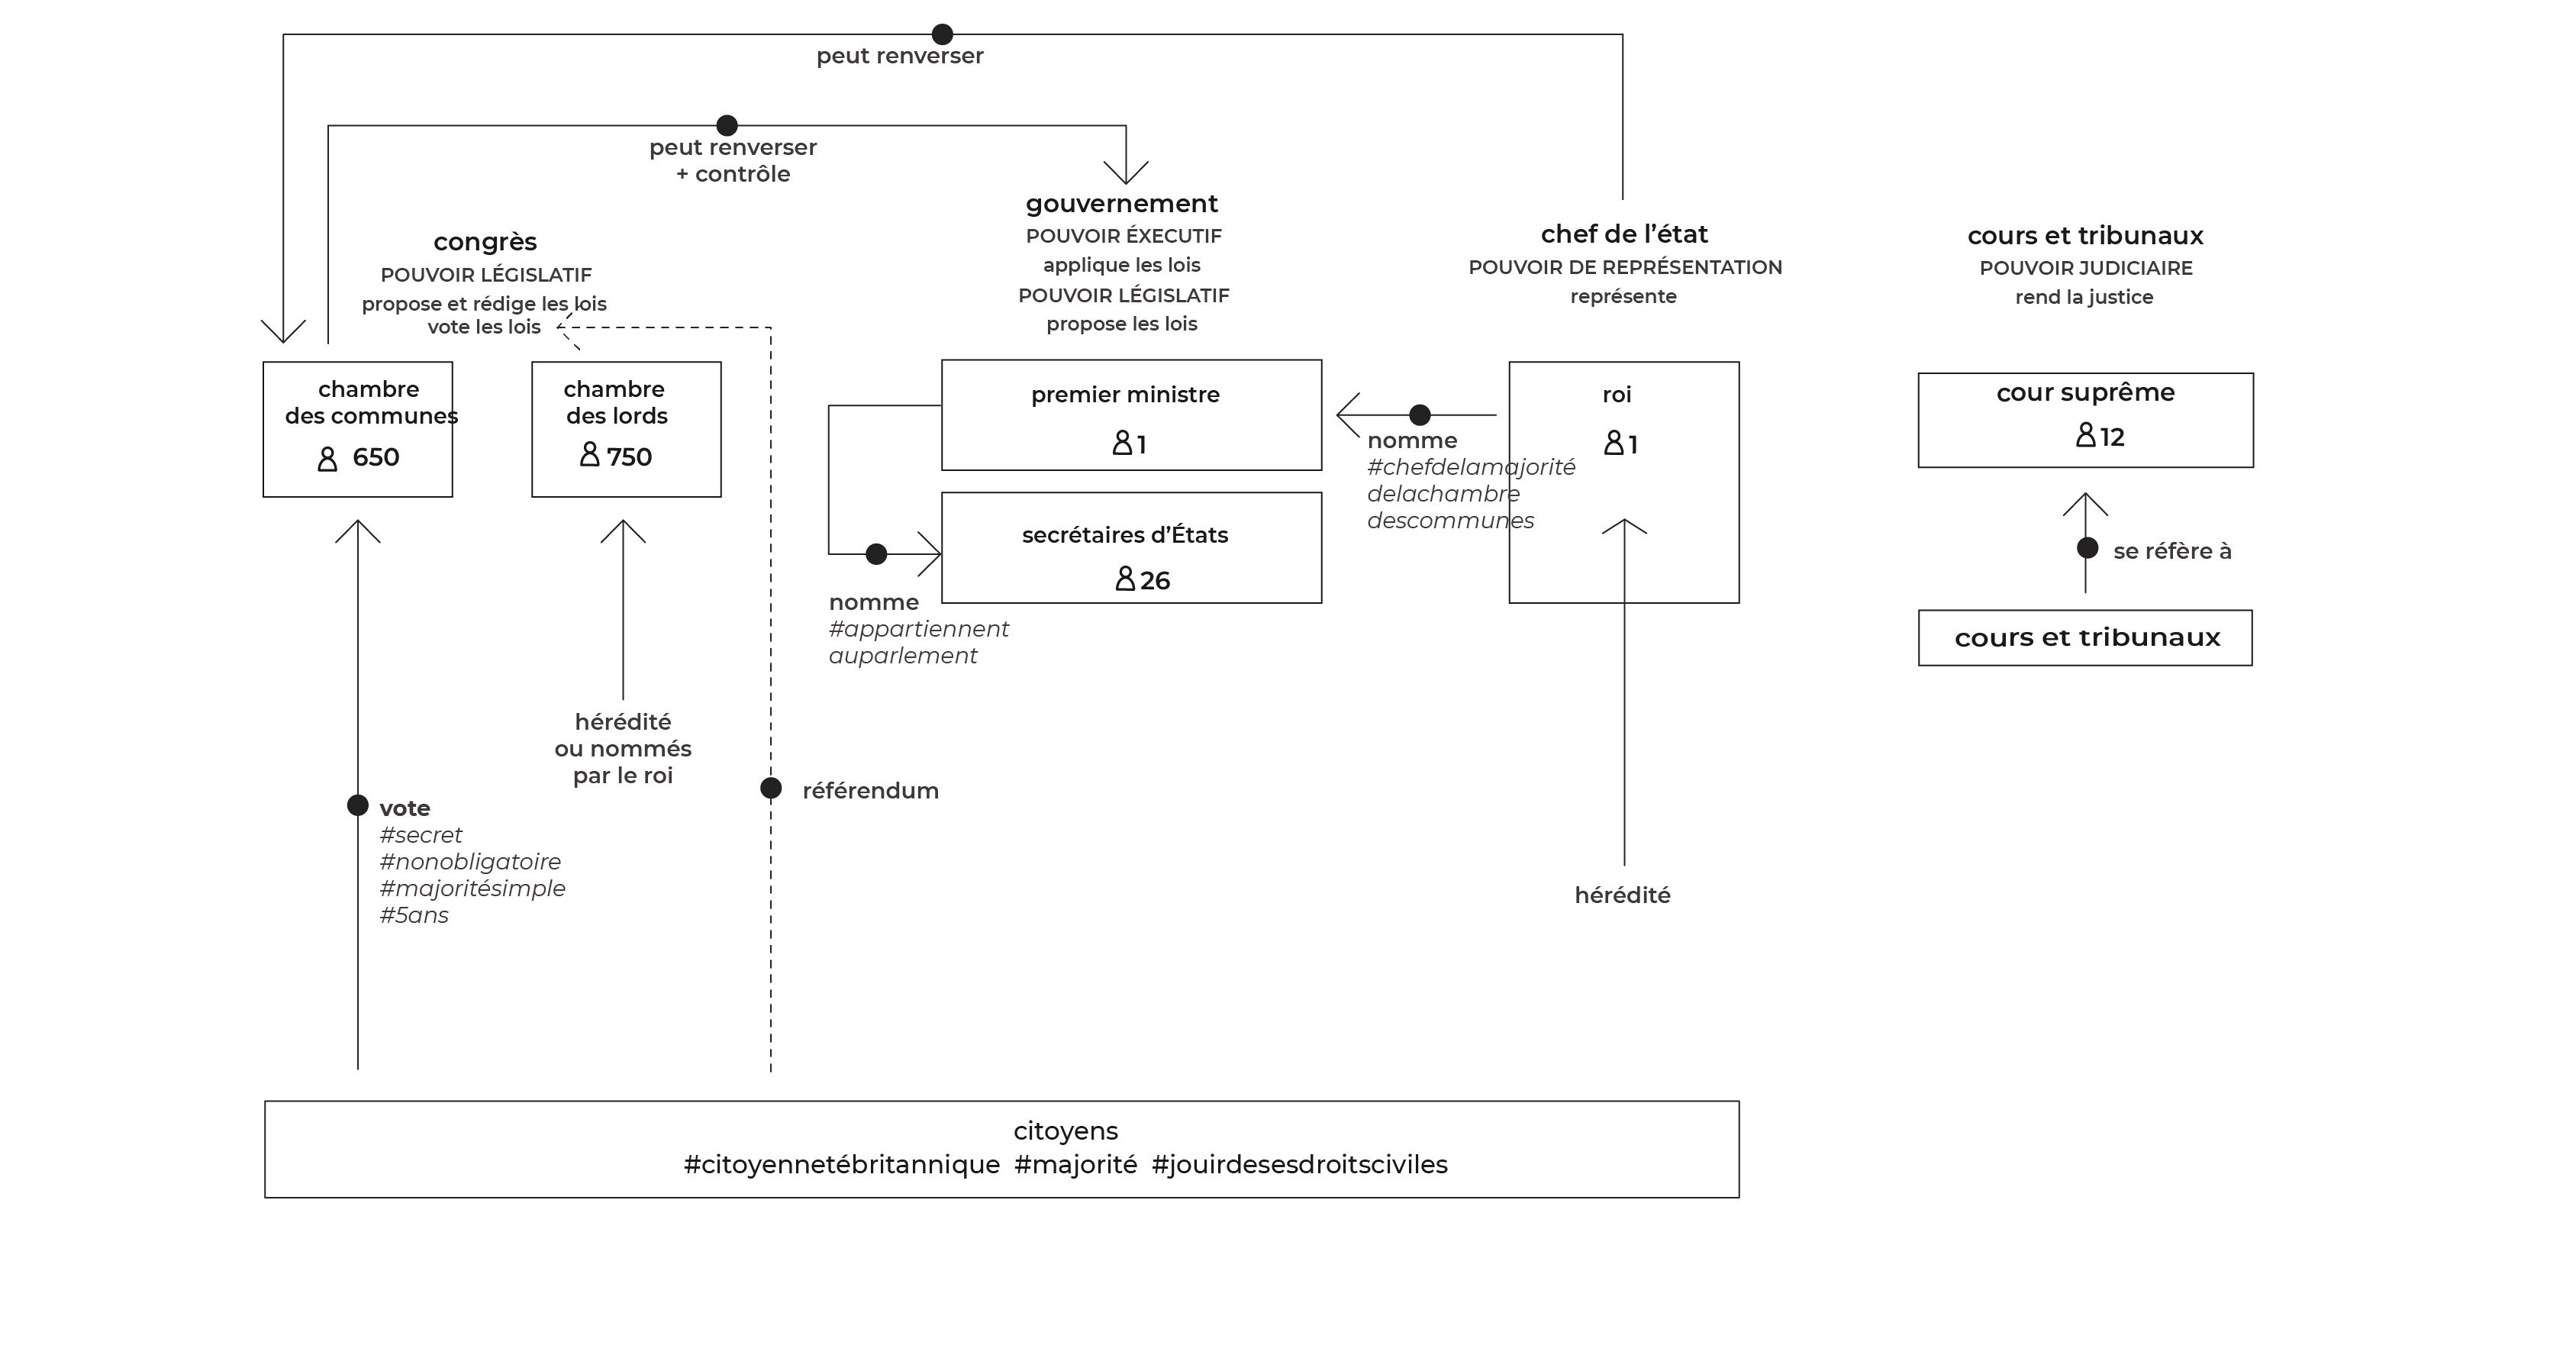 peut renverser
peut renverser
+ contrôle
congrès
POUVOIR LÉGISLATIF
propose et rédige les lois
vote les lois
gouvernement
POUVOIR ÉXECUTIF
applique les lois
POUVOIR LÉGISLATIF
propose les lois
chef de l'état
POUVOIR DE REPRÉSENTATION
représente
cours et tribunaux
POUVOIR JUDICIAIRE
rend la justice
chambre
des communes
650
chambre
des lords
750
premier ministre
1
secrétaires d'États
26
nomme
#appartiennent
auparlement
nomme
#chefdelamajorité
delachambre
descommunes
roi
1
cour suprême
12
se réfère à
cours et tribunaux
hérédité
ou nommés
par le roi
vote
#secret
#nonobligatoire
#majoritésimple
#5ans
référendum
hérédité
citoyens
#citoyennetébritannique #majorité #jouirdesesdroitsciviles